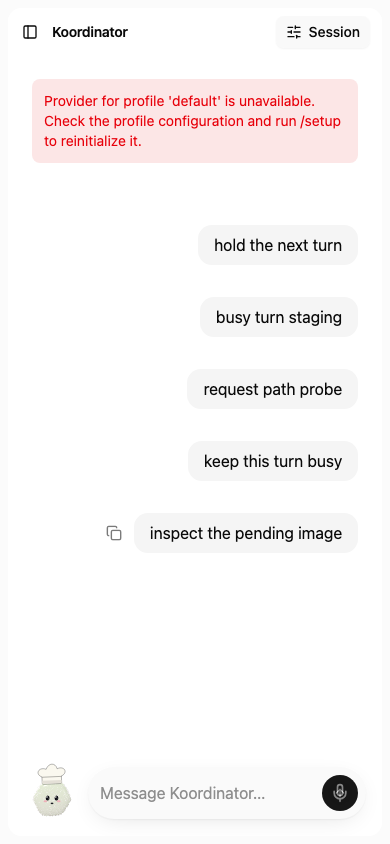 Koordinator
Session
Provider for profile 'default' is unavailable.
Check the profile configuration and run /setup
to reinitialize it.
hold the next turn
busy turn staging
request path probe
keep this turn busy
inspect the pending image
Message Koordinator...